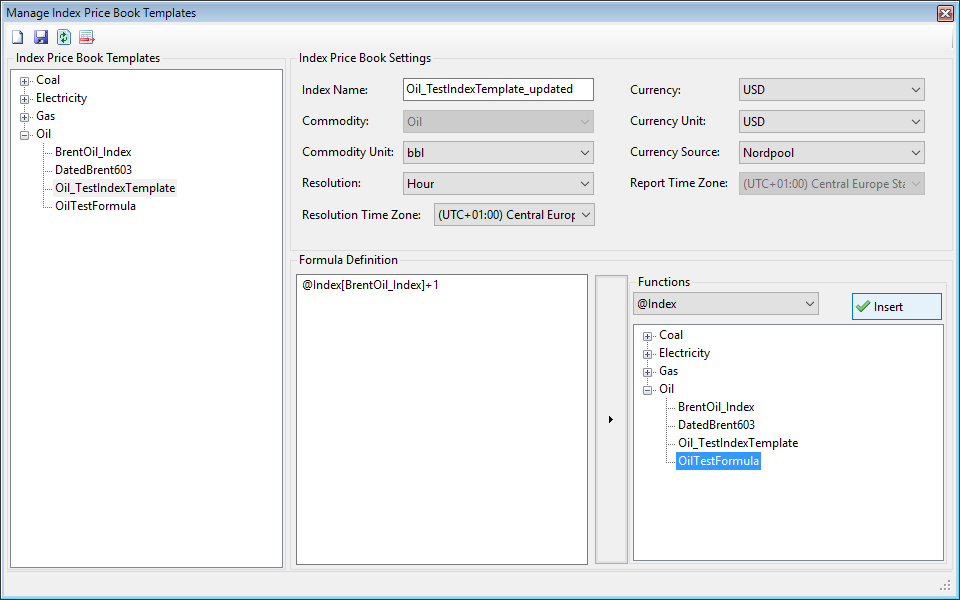 Manage Index Price Book Templates
Index Price Book Templates
Coal
Electricity
Gas
Oil
BrentOil_Index
DatedBrent603
Oil_TestIndexTemplate
OilTestFormula
Index Price Book Settings
Index Name: Oil_TestIndexTemplate_updated
Currency: USD
Commodity: Oil
Currency Unit: USD
Commodity Unit: bbl
Currency Source: Nordpool
Resolution: Hour
Report Time Zone: (UTC+01:00) Central Europe Sta
Resolution Time Zone: (UTC+01:00) Central Europ
Formula Definition
@Index[BrentOil_Index]+1
Functions
@Index
Insert
Coal
Electricity
Gas
Oil
BrentOil_Index
DatedBrent603
Oil_TestIndexTemplate
OilTestFormula